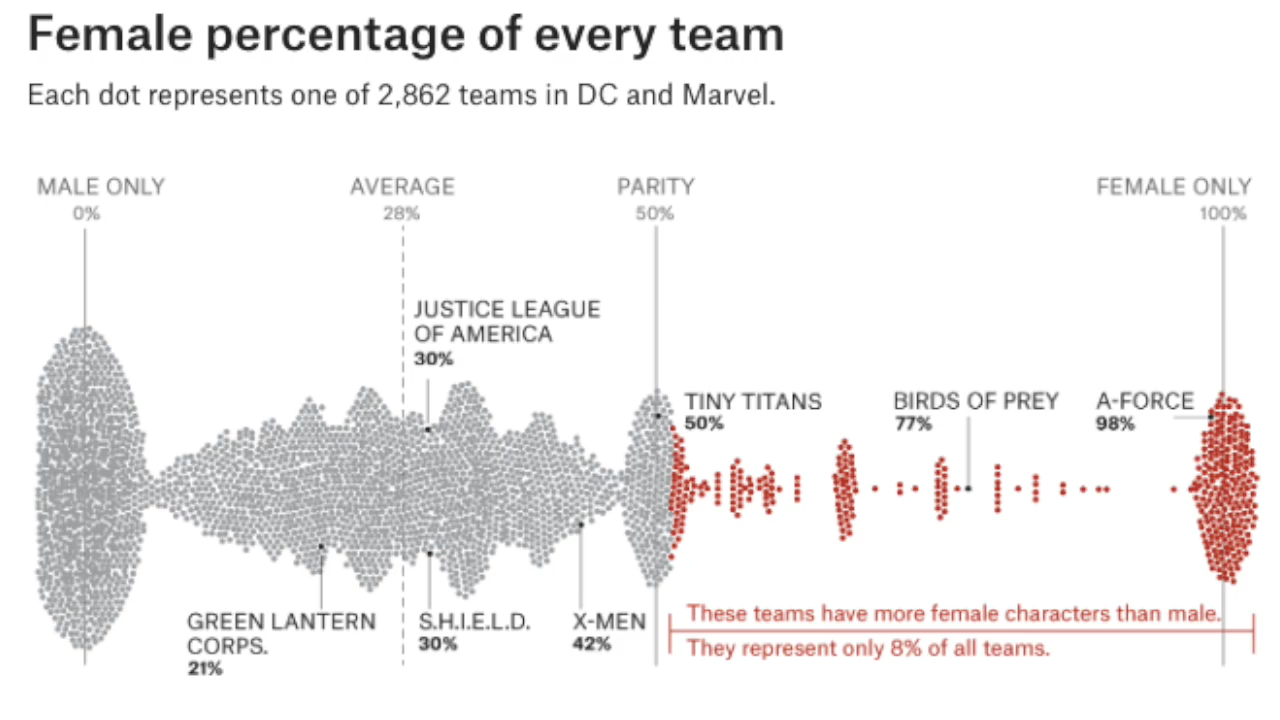 Female percentage of every team
Each dot represents one of 2,862 teams in DC and Marvel.
MALE ONLY
0%
AVERAGE
28%
PARITY
50%
FEMALE ONLY
100%
JUSTICE LEAGUE
OF AMERICA
30%
TINY TITANS
50%
BIRDS OF PREY
77%
A-FORCE
98%
GREEN LANTERN
CORPS.
21%
S.H.I.E.L.D.
30%
X-MEN
42%
These teams have more female characters than male.
They represent only 8% of all teams.